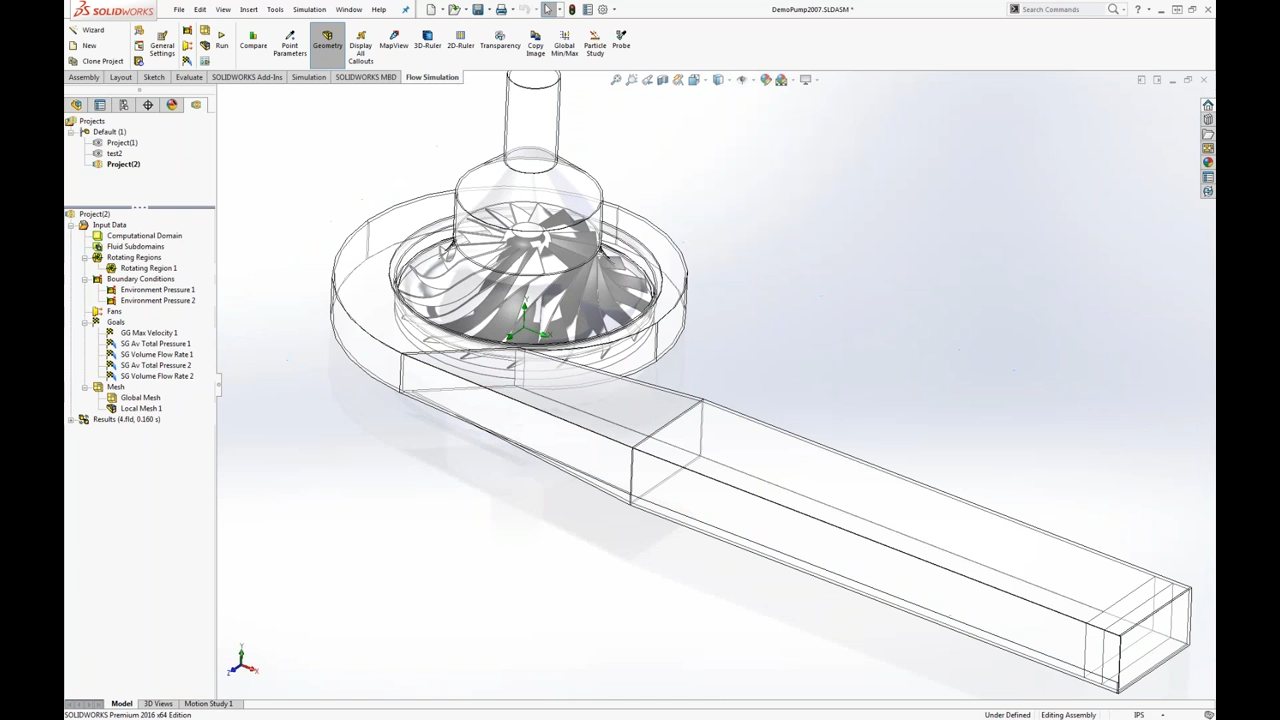 SOLIDWORKS
File Edit View Insert Tools Simulation Window Help
DemoPump2007.SLDASM *
Search Commands
Wizard
New
Clone Project
General Settings
Run
Compare
Point Parameters
Geometry
Display All Callouts
MapView
3D-Ruler
2D-Ruler
Transparency
Copy Image
Global Min/Max
Particle Study
Probe
Assembly Layout Sketch Evaluate SOLIDWORKS Add-Ins Simulation SOLIDWORKS MBD Flow Simulation
Projects
Default (1)
Project(1)
test2
Project(2)
Project(2)
Input Data
Computational Domain
Fluid Subdomains
Rotating Regions
Rotating Region 1
Boundary Conditions
Environment Pressure 1
Environment Pressure 2
Fans
Goals
GG Max Velocity 1
SG Av Total Pressure 1
SG Volume Flow Rate 1
SG Av Total Pressure 2
SG Volume Flow Rate 2
Mesh
Global Mesh
Local Mesh 1
Results (4.fld, 0.160 s)
Y
Z X
Model 3D Views Motion Study 1
SOLIDWORKS Premium 2016 x64 Edition
Under Defined Editing Assembly IPS